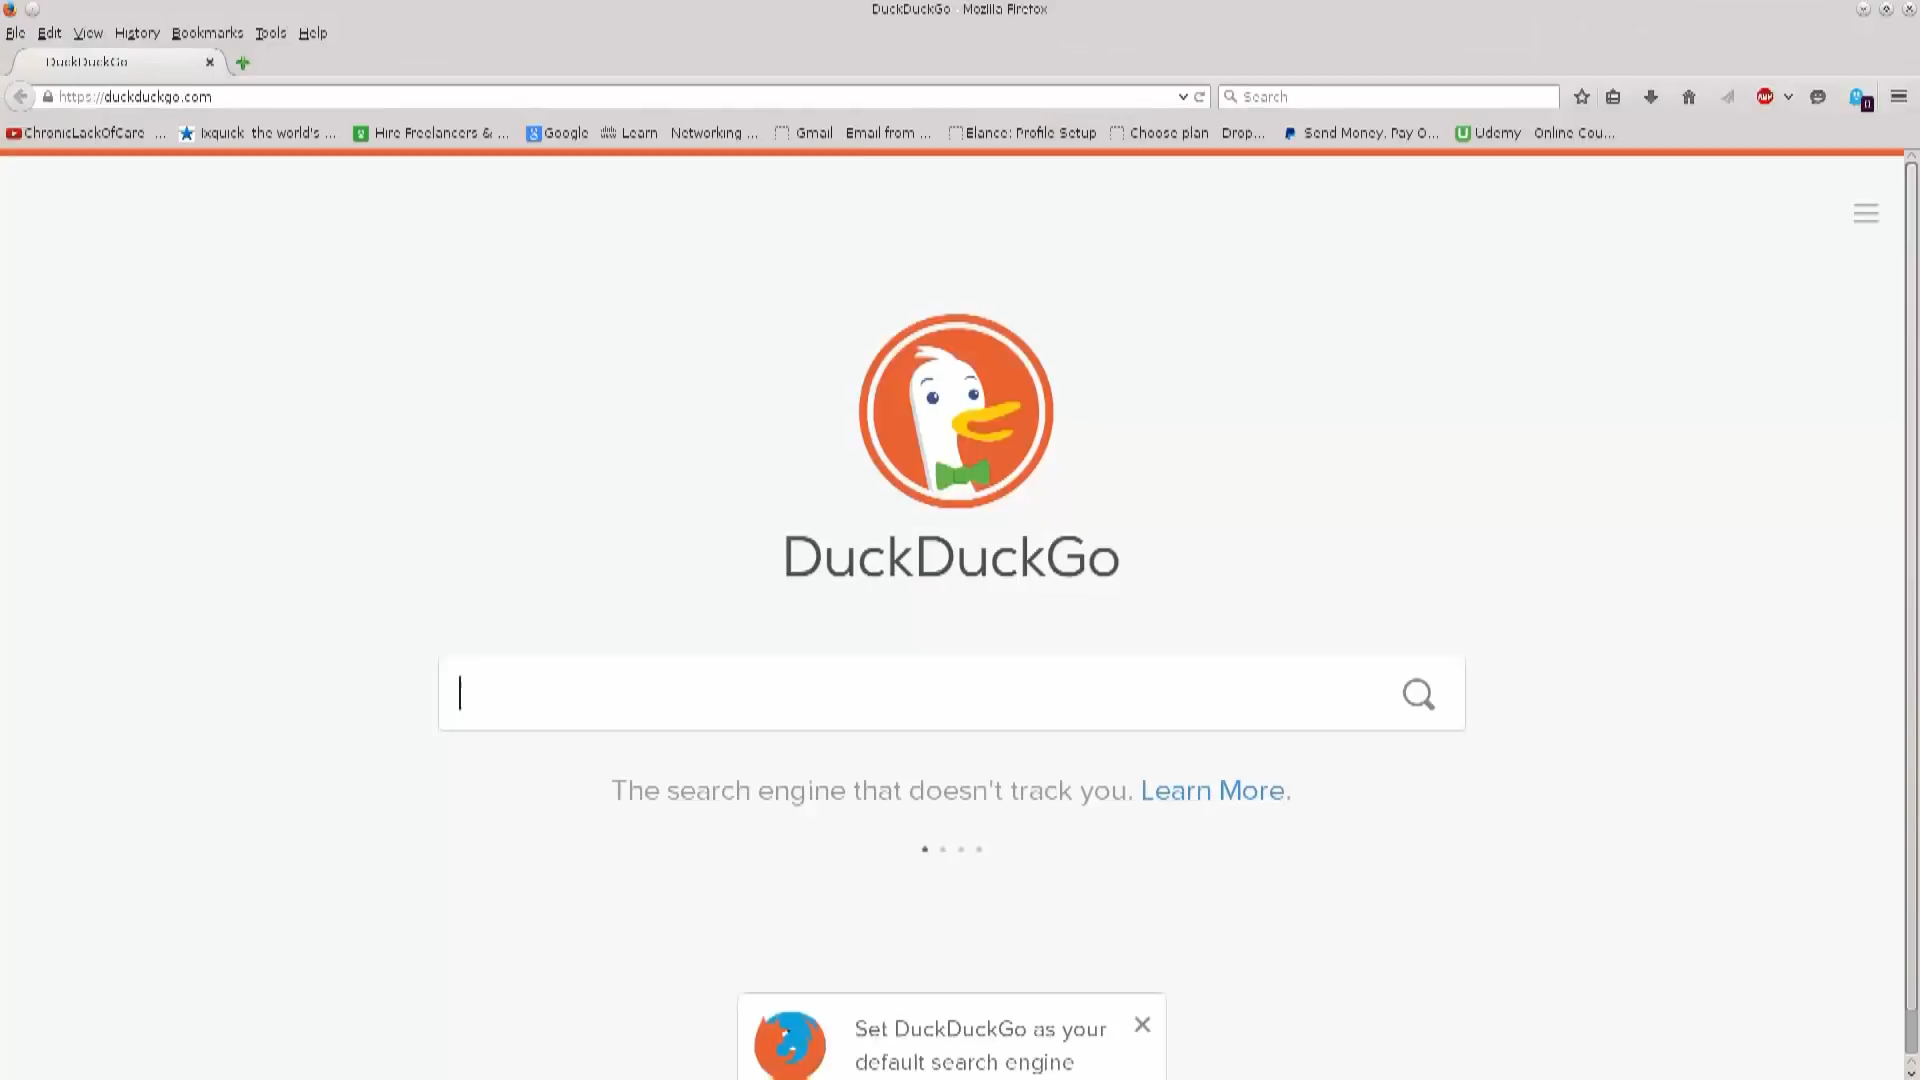 DuckDuckGo - Mozilla Firefox
File Edit View History Bookmarks Tools Help
DuckDuckGo
https://duckduckgo.com
Search
ChronicLackOfCare ... Ixquick the world's ... Hire Freelancers & ... Google Learn Networking ... Gmail Email from ... Elance: Profile Setup Choose plan Drop... Send Money, Pay O... Udemy Online Cou...
DuckDuckGo
The search engine that doesn't track you. Learn More.
Set DuckDuckGo as your
default search engine